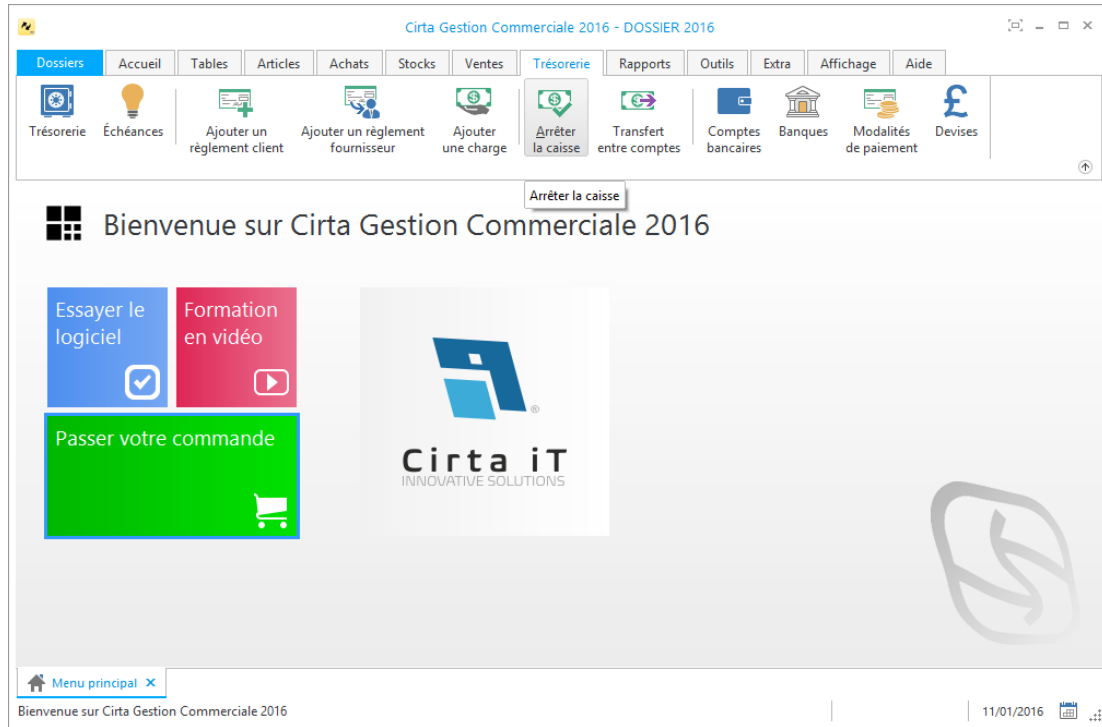 Cirta Gestion Commerciale 2016 - DOSSIER 2016
Dossiers Accueil Tables Articles Achats Stocks Ventes Trésorerie Rapports Outils Extra Affichage Aide
Trésorerie
Échéances
Ajouter un
règlement client
Ajouter un règlement
fournisseur
Ajouter
une charge
Arrêter
la caisse
Transfert
entre comptes
Comptes
bancaires
Banques
Modalités
de paiement
Devises
Arrêter la caisse
Bienvenue sur Cirta Gestion Commerciale 2016
Essayer le
logiciel
Formation
en vidéo
Passer votre commande
®
Cirta iT
INNOVATIVE SOLUTIONS
Menu principal
Bienvenue sur Cirta Gestion Commerciale 2016
11/01/2016